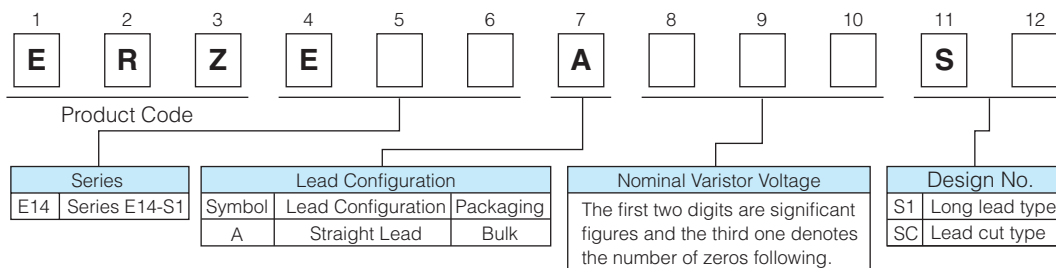 1 2 3 4 5 6 7 8 9 10 11 12
E R Z E A S
Product Code
Series
E14 Series E14-S1
Lead Configuration
Symbol Lead Configuration Packaging
A Straight Lead Bulk
Nominal Varistor Voltage
The first two digits are significant
figures and the third one denotes
the number of zeros following.
Design No.
S1 Long lead type
SC Lead cut type